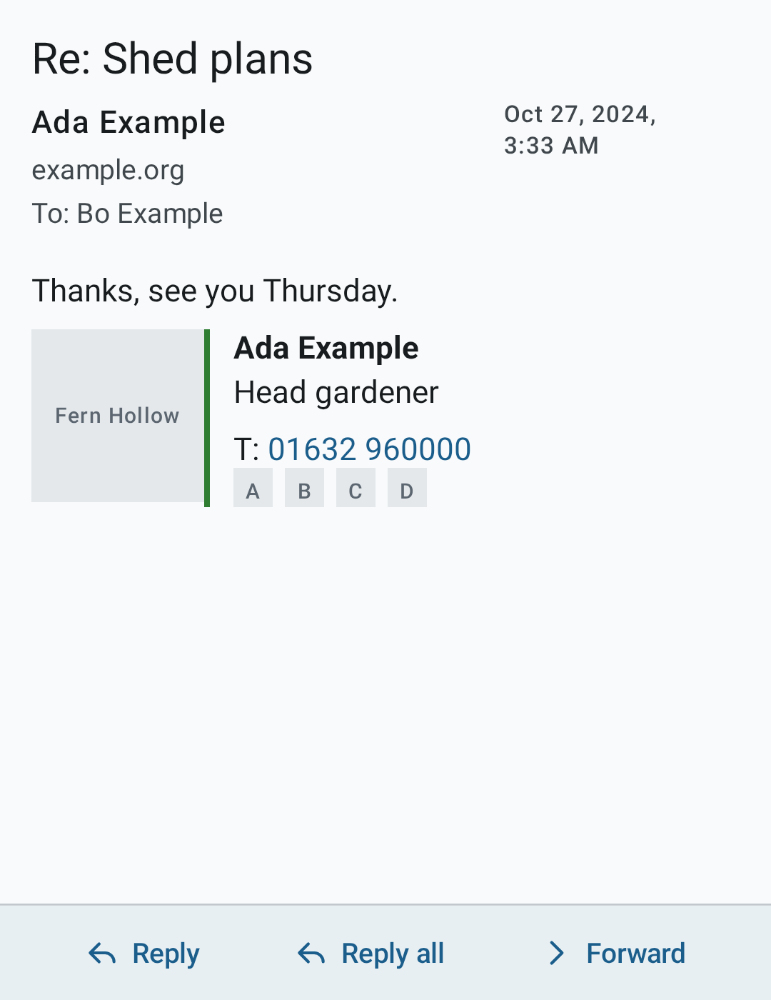 Re: Shed plans
Ada Example
Oct 27, 2024,
3:33 AM
example.org
To: Bo Example
Thanks, see you Thursday.
Fern Hollow
Ada Example
Head gardener
T: 01632 960000
A B C D
Reply Reply all Forward